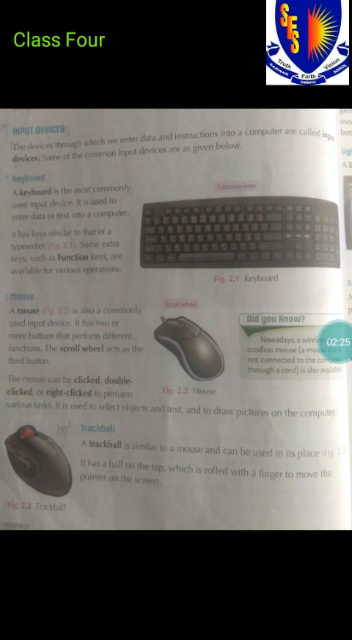 Class Four
SFS
Truth
Faith
Vision
INPUT DEVICES
The devices through which we enter data and instructions into a computer are called input
devices. Some of the common input devices are as given below.
Keyboard
A keyboard is the most commonly
used input device. It is used to
enter data or text into a computer.
It has keys similar to that of a
typewriter (Fig. 2.1). Some extra
keys, such as Function keys, are
available for various operations.
Function keys
Fig. 2.1 Keyboard
mouse
A mouse (Fig. 2.2) is also a commonly
used input device. It has two or
more buttons that perform different
functions. The scroll wheel acts as the
third button.
The mouse can be clicked, double-
clicked, or right-clicked to perform
various tasks. It is used to select objects and text, and to draw pictures on the computer
Scroll wheel
Fig. 2.2 Mouse
Did you know?
Nowadays, a
cordless mouse (a
not connected to the
through a cord) is also available
02:25
trackball
A trackball is similar to a mouse and can be used in its place (Fig. 2.3)
It has a ball on the top, which is rolled with a finger to move the
pointer on the screen.
Fig. 2.3 Trackball